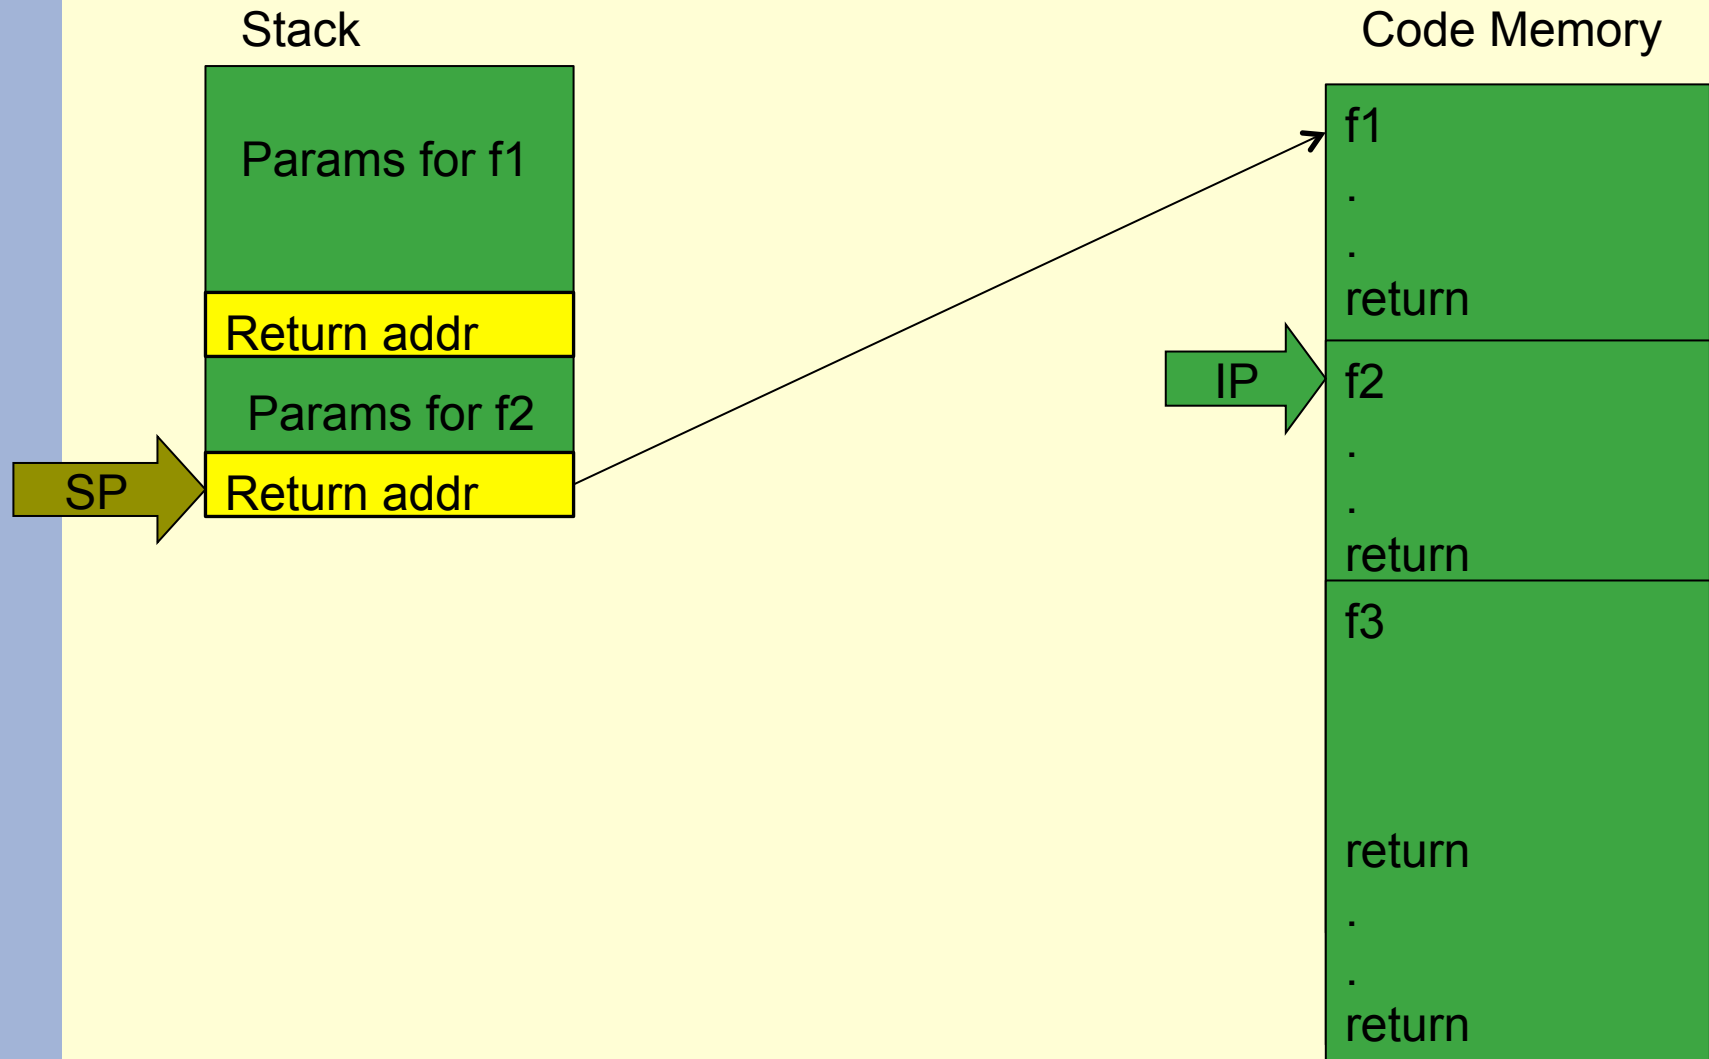 Stack
Params for f1
Return addr
Params for f2
SP
Return addr
Code Memory
f1
.
.
return
IP
f2
.
.
return
f3
return
.
.
return